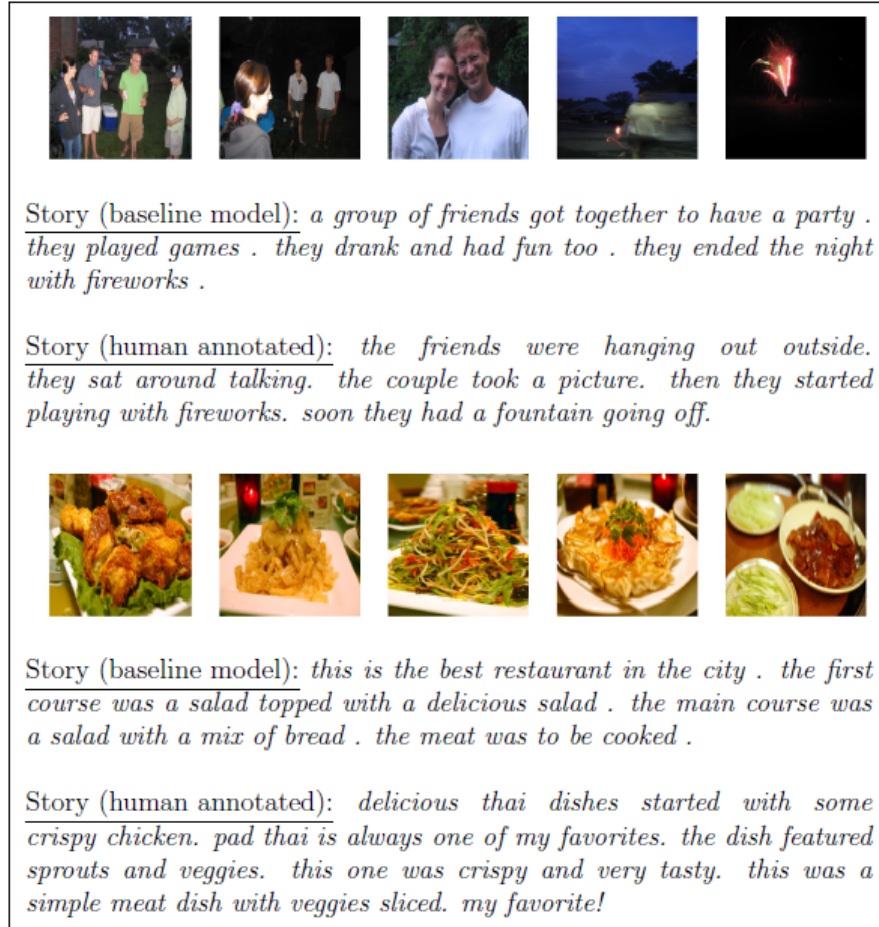 Story (baseline model): a group of friends got together to have a party .
they played games . they drank and had fun too . they ended the night
with fireworks .
Story (human annotated): the friends were hanging out outside.
they sat around talking. the couple took a picture. then they started
playing with fireworks. soon they had a fountain going off.
Story (baseline model): this is the best restaurant in the city . the first
course was a salad topped with a delicious salad . the main course was
a salad with a mix of bread . the meat was to be cooked .
Story (human annotated): delicious thai dishes started with some
crispy chicken. pad thai is always one of my favorites. the dish featured
sprouts and veggies. this one was crispy and very tasty. this was a
simple meat dish with veggies sliced. my favorite!